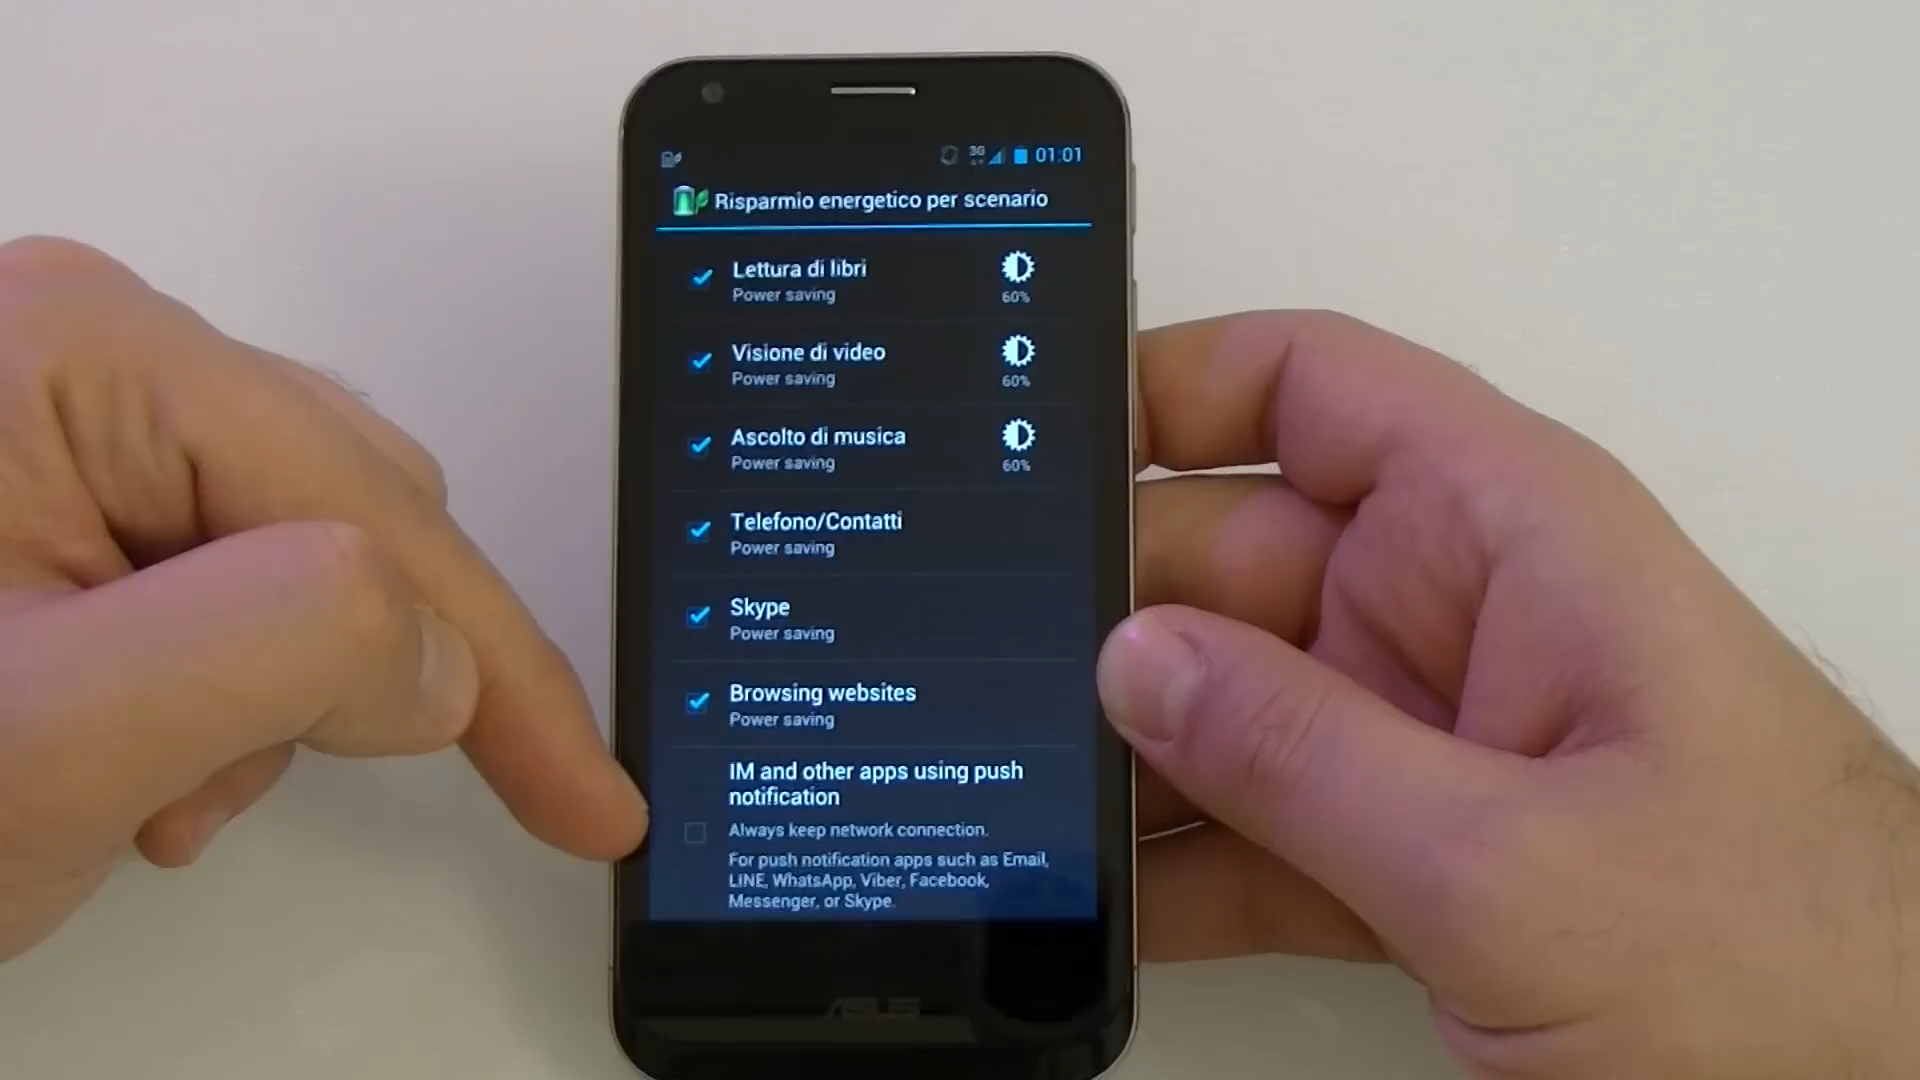 3G 01:01
Risparmio energetico per scenario
Lettura di libri
Power saving
60%
Visione di video
Power saving
60%
Ascolto di musica
Power saving
60%
Telefono/Contatti
Power saving
Skype
Power saving
Browsing websites
Power saving
IM and other apps using push
notification
Always keep network connection.
For push notification apps such as Email,
LINE, WhatsApp, Viber, Facebook,
Messenger, or Skype.
ASUS